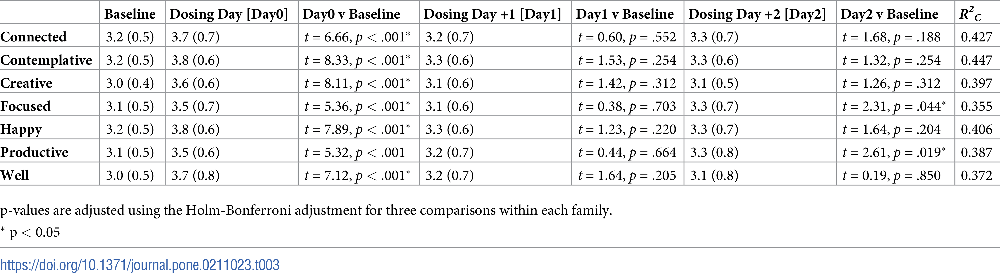 Baseline Dosing Day [Day0] Day0 v Baseline Dosing Day +1 [Day1] Day1 v Baseline Dosing Day +2 [Day2] Day2 v Baseline R²C
Connected 3.2 (0.5) 3.7 (0.7) t = 6.66, p < .001* 3.2 (0.7) t = 0.60, p = .552 3.3 (0.7) t = 1.68, p = .188 0.427
Contemplative 3.2 (0.5) 3.8 (0.6) t = 8.33, p < .001* 3.3 (0.6) t = 1.53, p = .254 3.3 (0.6) t = 1.32, p = .254 0.447
Creative 3.0 (0.4) 3.6 (0.6) t = 8.11, p < .001* 3.1 (0.6) t = 1.42, p = .312 3.1 (0.5) t = 1.26, p = .312 0.397
Focused 3.1 (0.5) 3.5 (0.7) t = 5.36, p < .001* 3.1 (0.6) t = 0.38, p = .703 3.3 (0.7) t = 2.31, p = .044* 0.355
Happy 3.2 (0.5) 3.8 (0.6) t = 7.89, p < .001* 3.3 (0.6) t = 1.23, p = .220 3.3 (0.7) t = 1.64, p = .204 0.406
Productive 3.1 (0.5) 3.5 (0.6) t = 5.32, p < .001 3.2 (0.7) t = 0.44, p = .664 3.3 (0.8) t = 2.61, p = .019* 0.387
Well 3.0 (0.5) 3.7 (0.8) t = 7.12, p < .001* 3.2 (0.7) t = 1.64, p = .205 3.1 (0.8) t = 0.19, p = .850 0.372
p-values are adjusted using the Holm-Bonferroni adjustment for three comparisons within each family.
* p < 0.05
https://doi.org/10.1371/journal.pone.0211023.t003